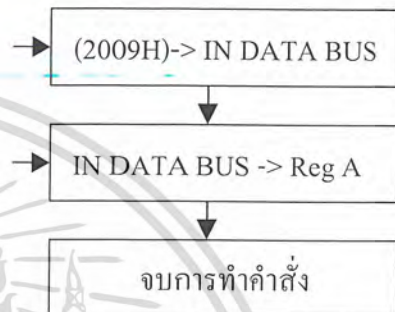 (2009H)-> IN DATA BUS
IN DATA BUS -> Reg A
จบการทำคำสั่ง